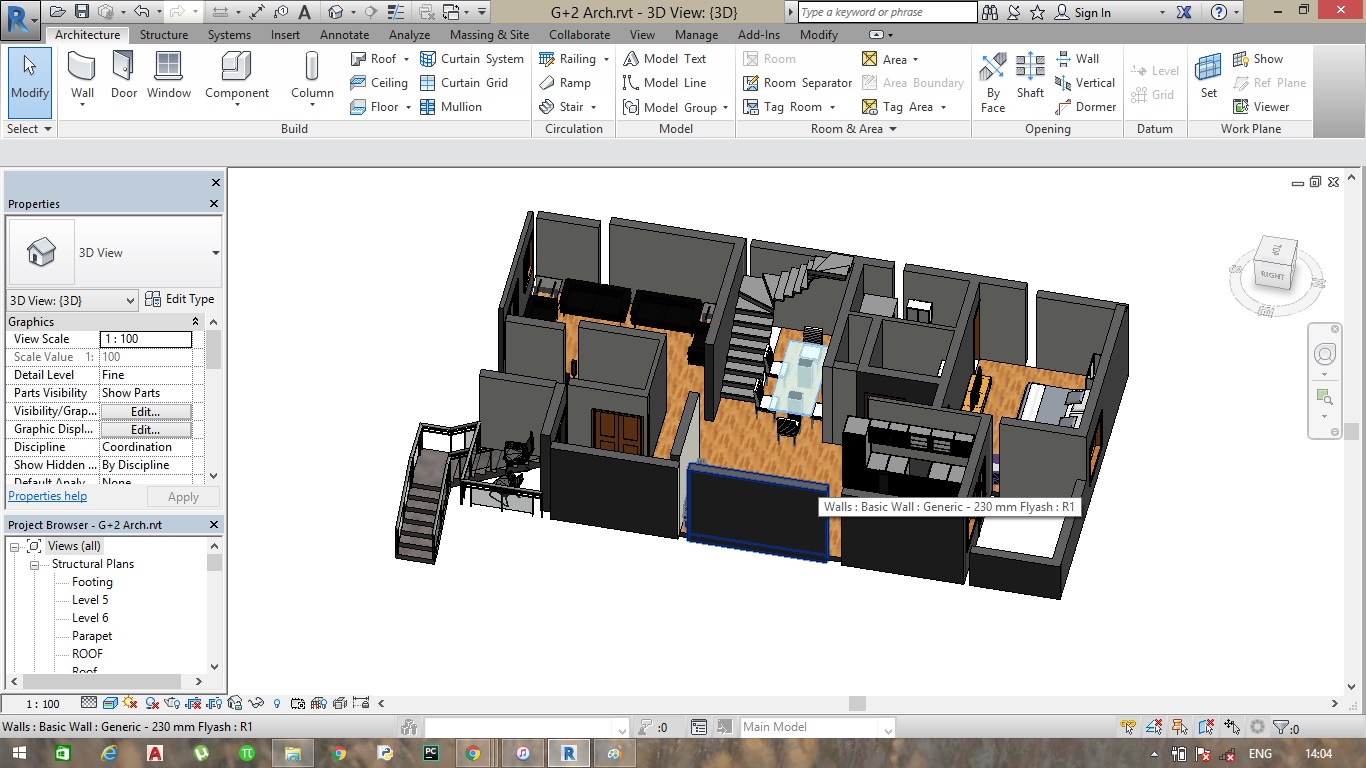 G+2 Arch.rvt - 3D View: {3D}
Type a keyword or phrase
Sign In
Architecture Structure Systems Insert Annotate Analyze Massing & Site Collaborate View Manage Add-Ins Modify
Modify Wall Door Window Component Column
Roof Curtain System
Ceiling Curtain Grid
Floor Mullion
Railing
Ramp
Stair
Model Text
Model Line
Model Group
Room
Room Separator
Tag Room
Area
Area Boundary
Tag Area
By Face
Shaft
Wall
Vertical
Dormer
Level
Grid
Set
Show
Ref Plane
Viewer
Select Build Circulation Model Room & Area Opening Datum Work Plane
Properties
3D View
3D View: {3D} Edit Type
Graphics
View Scale 1 : 100
Scale Value 1: 100
Detail Level Fine
Parts Visibility Show Parts
Visibility/Grap... Edit...
Graphic Displ... Edit...
Discipline Coordination
Show Hidden ... By Discipline
Default Analy... None
Properties help Apply
Project Browser - G+2 Arch.rvt
Views (all)
Structural Plans
Footing
Level 5
Level 6
Parapet
ROOF
Roof
TOP
RIGHT
Walls : Basic Wall : Generic - 230 mm Flyash : R1
1 : 100
Walls : Basic Wall : Generic - 230 mm Flyash : R1
:0
Main Model
:0
ENG
14:04